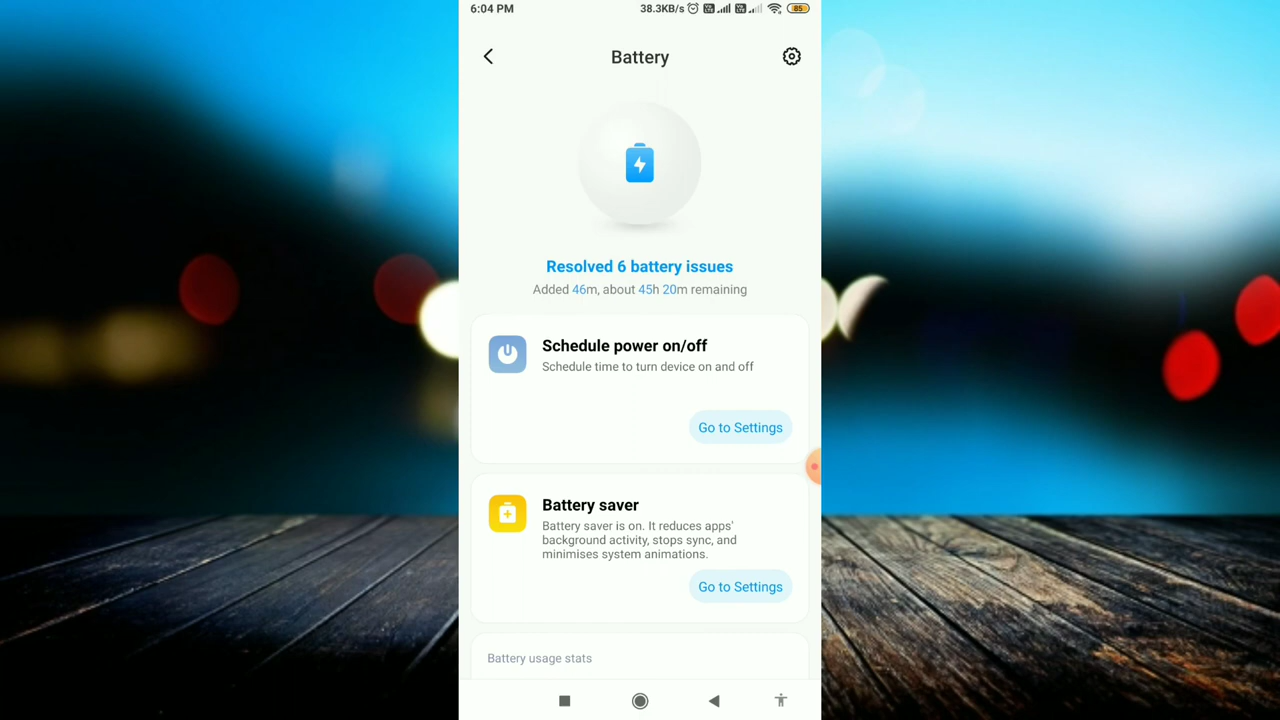 6:04 PM
38.3KB/s
85
Battery
Resolved 6 battery issues
Added 46m, about 45h 20m remaining
Schedule power on/off
Schedule time to turn device on and off
Go to Settings
Battery saver
Battery saver is on. It reduces apps'
background activity, stops sync, and
minimises system animations.
Go to Settings
Battery usage stats